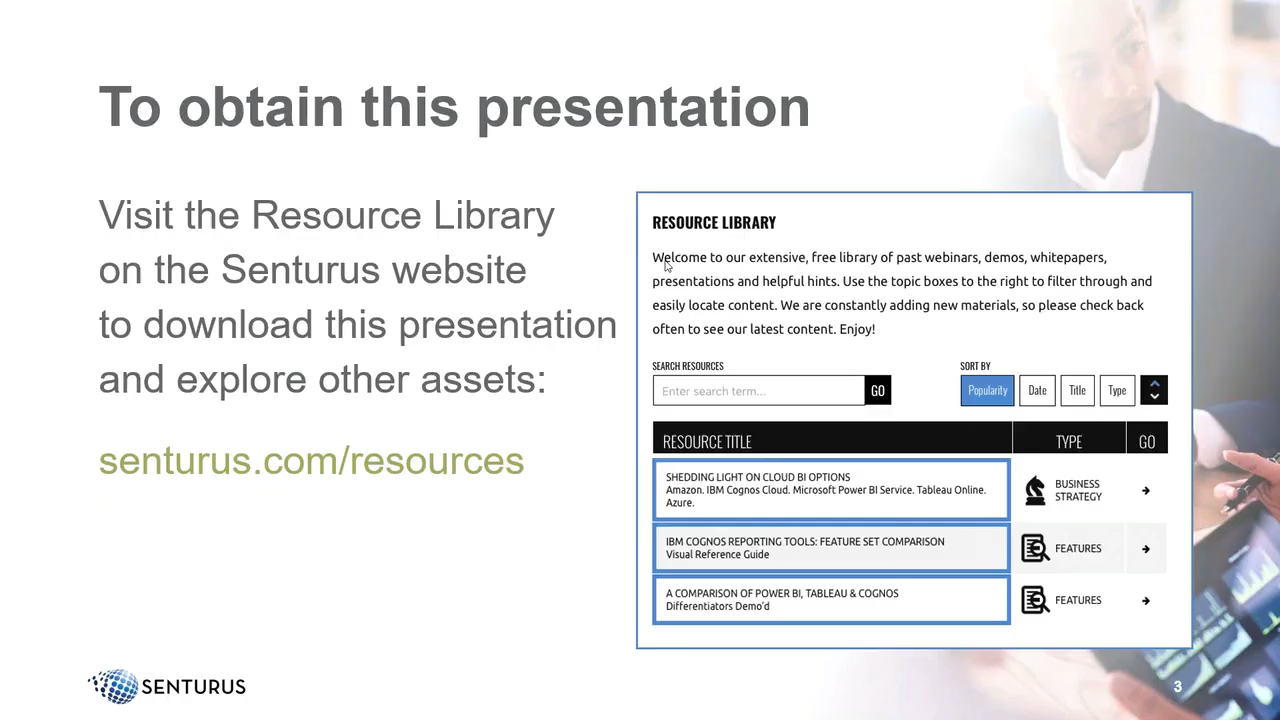 To obtain this presentation
Visit the Resource Library
on the Senturus website
to download this presentation
and explore other assets:
senturus.com/resources
RESOURCE LIBRARY
Welcome to our extensive, free library of past webinars, demos, whitepapers,
presentations and helpful hints. Use the topic boxes to the right to filter through and
easily locate content. We are constantly adding new materials, so please check back
often to see our latest content. Enjoy!
SEARCH RESOURCES
Enter search term...
GO
SORT BY
Popularity
Date
Title
Type
RESOURCE TITLE
TYPE
GO
SHEDDING LIGHT ON CLOUD BI OPTIONS
Amazon. IBM Cognos Cloud. Microsoft Power BI Service. Tableau Online.
Azure.
BUSINESS
STRATEGY
IBM COGNOS REPORTING TOOLS: FEATURE SET COMPARISON
Visual Reference Guide
FEATURES
A COMPARISON OF POWER BI, TABLEAU & COGNOS
Differentiators Demo'd
FEATURES
SENTURUS
3